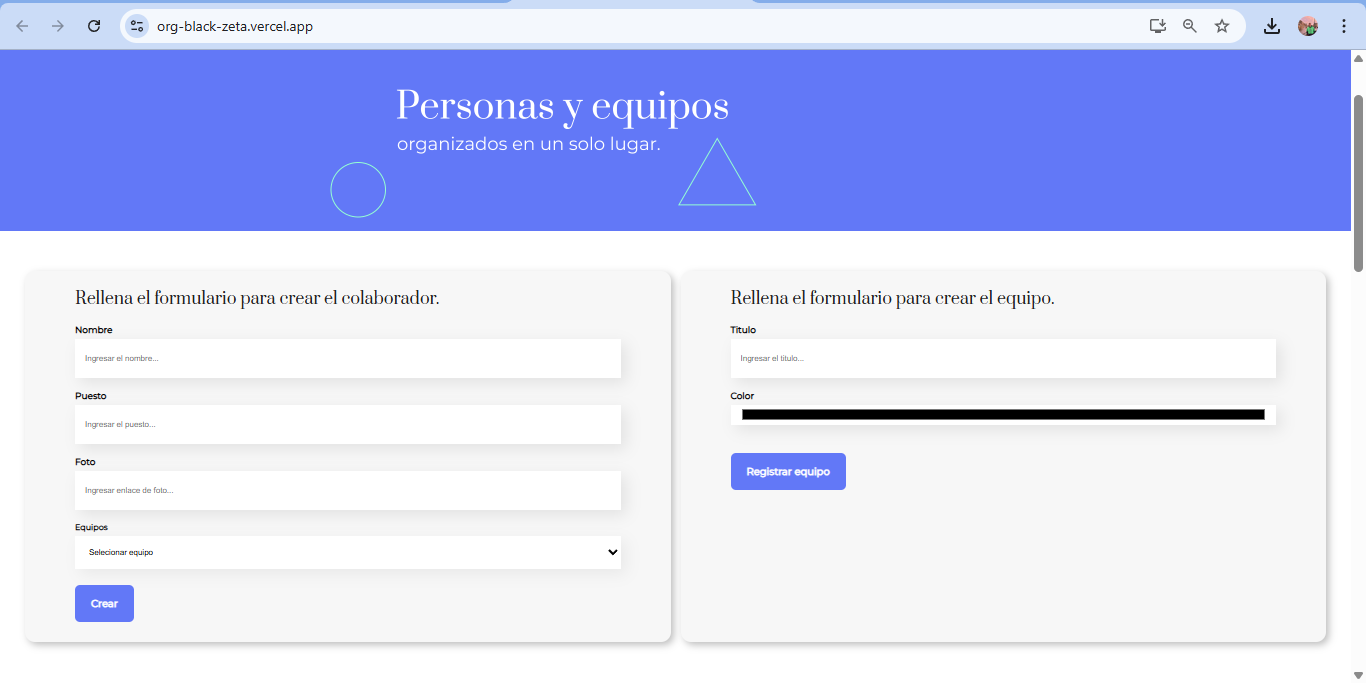 org-black-zeta.vercel.app
Personas y equipos
organizados en un solo lugar.
Rellena el formulario para crear el colaborador.
Nombre
Ingresar el nombre...
Puesto
Ingresar el puesto...
Foto
Ingresar enlace de foto...
Equipos
Selecionar equipo
Crear
Rellena el formulario para crear el equipo.
Titulo
Ingresar el titulo...
Color
Registrar equipo